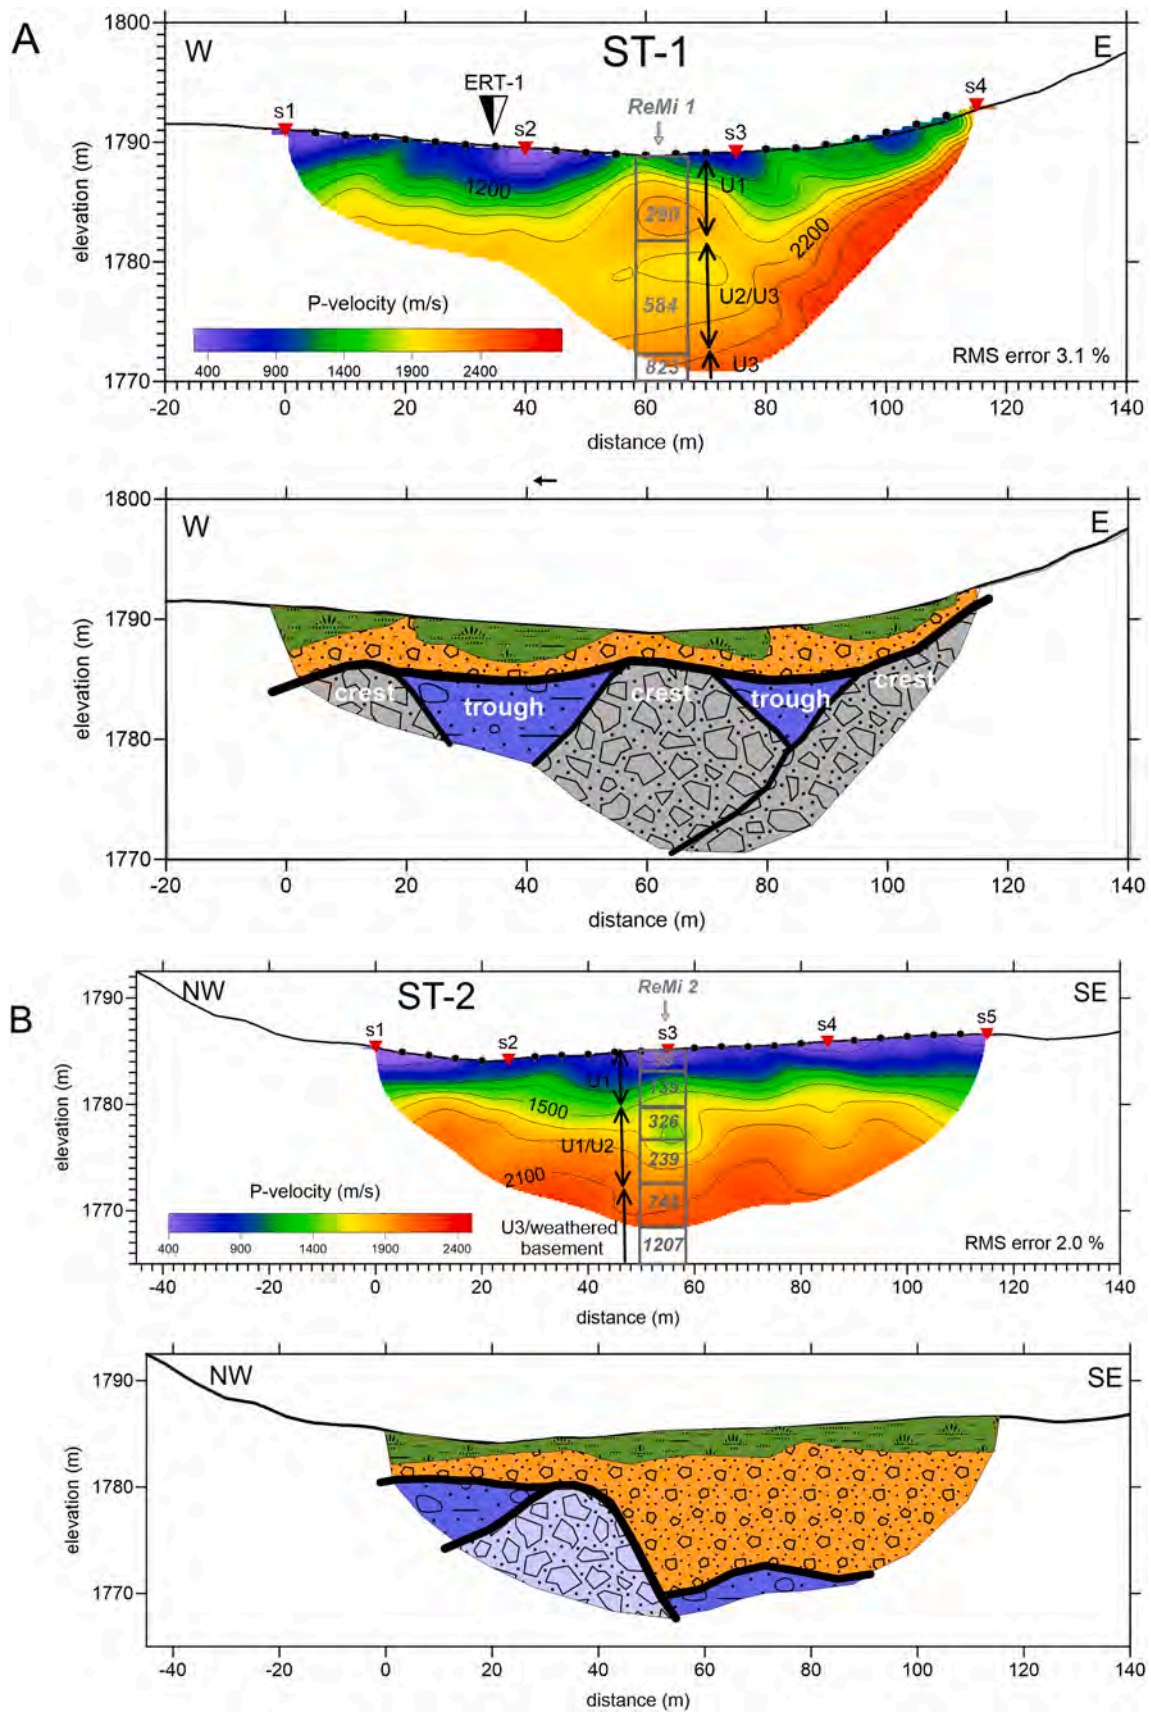 A
W
ST-1
E
ERT-1
ReMi 1
s1
s2
s3
s4
1200
2200
290
584
823
U1
U2/U3
U3
P-velocity (m/s)
400 900 1400 1900 2400
RMS error 3.1 %
elevation (m)
1800
1790
1780
1770
-20 0 20 40 60 80 100 120 140
distance (m)
W
E
crest
trough
crest
trough
crest
elevation (m)
1800
1790
1780
1770
-20 0 20 40 60 80 100 120 140
distance (m)
B
NW
ST-2
SE
ReMi 2
s1
s2
s3
s4
s5
1500
2100
139
326
239
1207
U1
U1/U2
U3/weathered
basement
P-velocity (m/s)
400 900 1400 1900 2400
RMS error 2.0 %
elevation (m)
1790
1780
1770
-40 -20 0 20 40 60 80 100 120 140
distance (m)
NW
SE
elevation (m)
1790
1780
1770
-40 -20 0 20 40 60 80 100 120 140
distance (m)